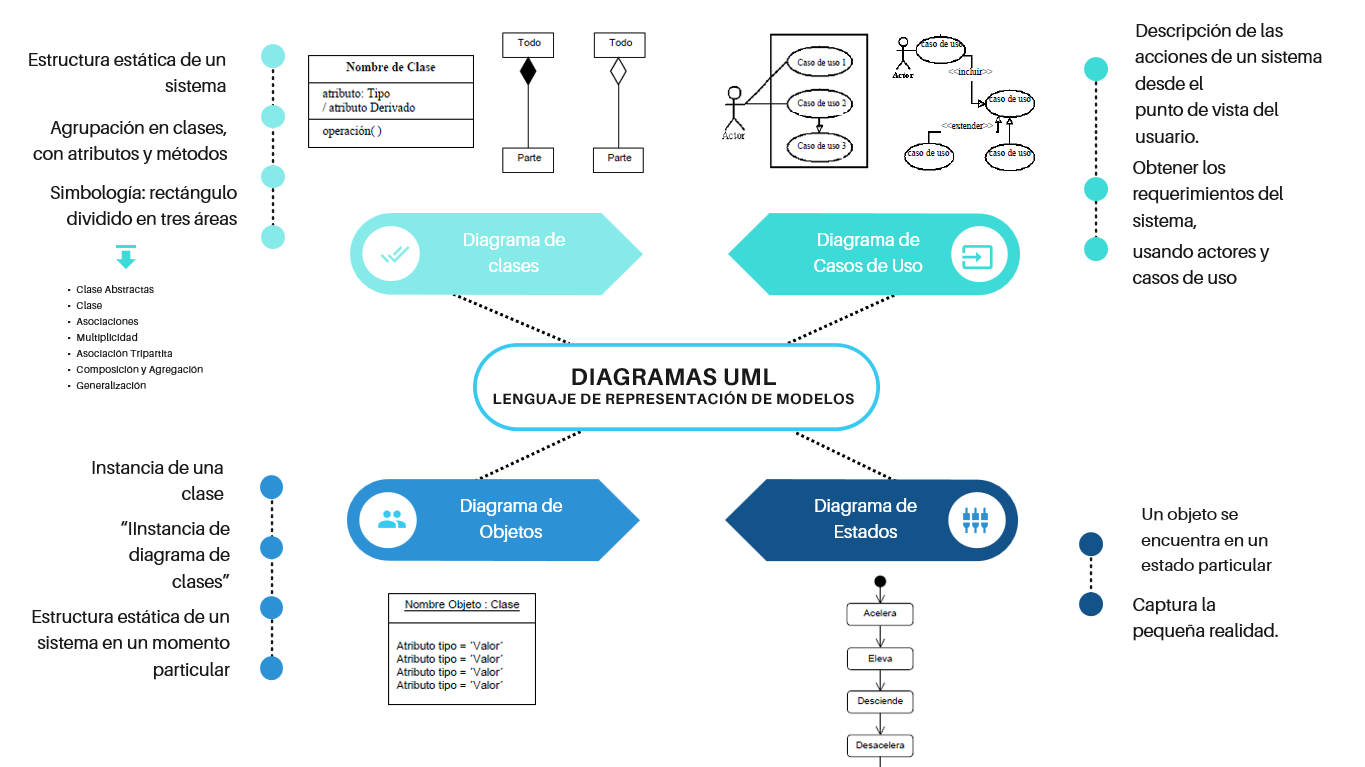 Estructura estática de un
sistema
Agrupación en clases,
con atributos y métodos
Simbología: rectángulo
dividido en tres áreas
• Clase Abstractas
• Clase
• Asociaciones
• Multiplicidad
• Asociación Tripartita
• Composición y Agregación
• Generalización
Nombre de Clase
atributo: Tipo
/ atributo Derivado
operación( )
Todo
Parte
Todo
Parte
Diagrama de
clases
Actor
Caso de uso 1
Caso de uso 2
Caso de uso 3
Actor
caso de uso
<<incluir>>
caso de uso
<<extender>>
caso de uso
caso de uso
Diagrama de
Casos de Uso
Descripción de las
acciones de un sistema
desde el
punto de vista del
usuario.
Obtener los
requerimientos del
sistema,
usando actores y
casos de uso
DIAGRAMAS UML
LENGUAJE DE REPRESENTACIÓN DE MODELOS
Instancia de una
clase
“IInstancia de
diagrama de
clases”
Estructura estática de un
sistema en un momento
particular
Diagrama de
Objetos
Nombre Objeto : Clase
Atributo tipo = ´Valor´
Atributo tipo = ´Valor´
Atributo tipo = ´Valor´
Atributo tipo = ´Valor´
Diagrama de
Estados
Acelera
Eleva
Desciende
Desacelera
Un objeto se
encuentra en un
estado particular
Captura la
pequeña realidad.